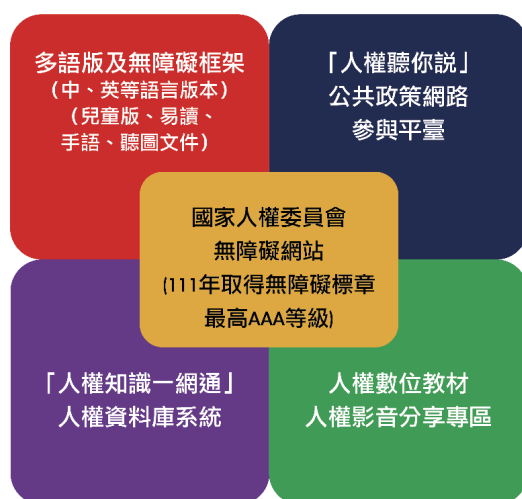 多語版及無障礙框架
（中、英等語言版本）
（兒童版、易讀、
手語、聽圖文件）
「人權聽你説」
公共政策網路
參與平臺
國家人權委員會
無障礙網站
(111年取得無障礙標章
最高AAA等級)
「人權知識一網通」
人權資料庫系統
人權數位教材
人權影音分享專區